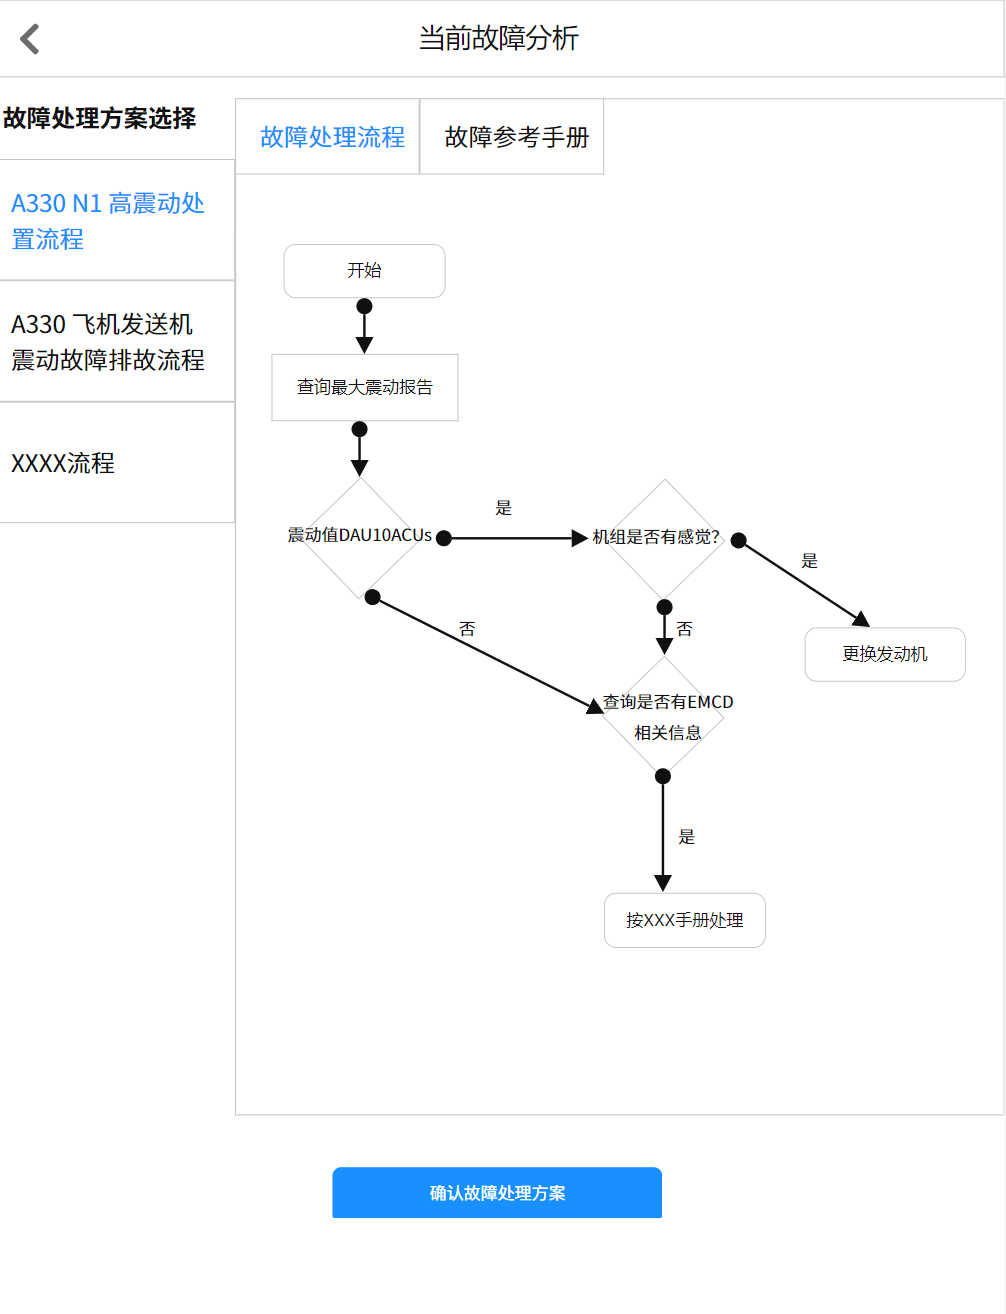 当前故障分析
故障处理方案选择
A330 N1 高震动处
置流程
A330 飞机发送机
震动故障排故流程
XXXX流程
故障处理流程
故障参考手册
开始
查询最大震动报告
震动值DAU10ACUs
是
机组是否有感觉？
是
否
否
更换发动机
查询是否有EMCD
相关信息
是
按XXX手册处理
确认故障处理方案